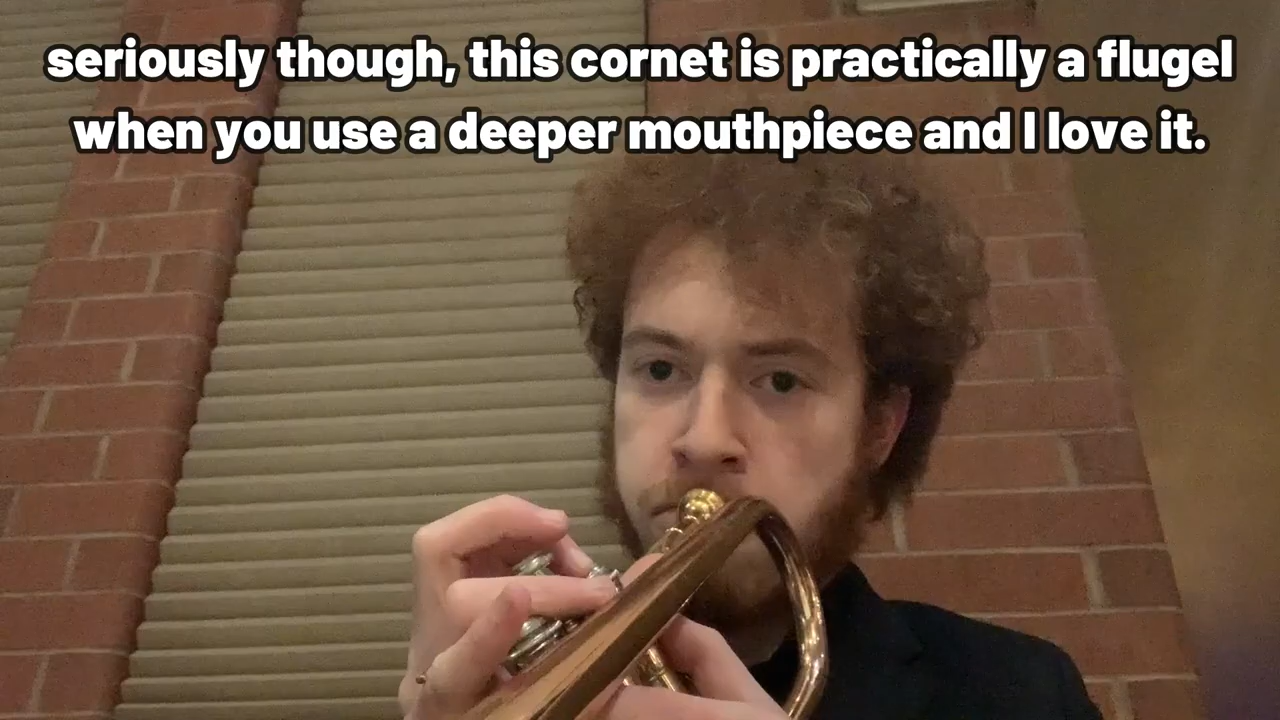 seriously though, this cornet is practically a flugel
when you use a deeper mouthpiece and I love it.